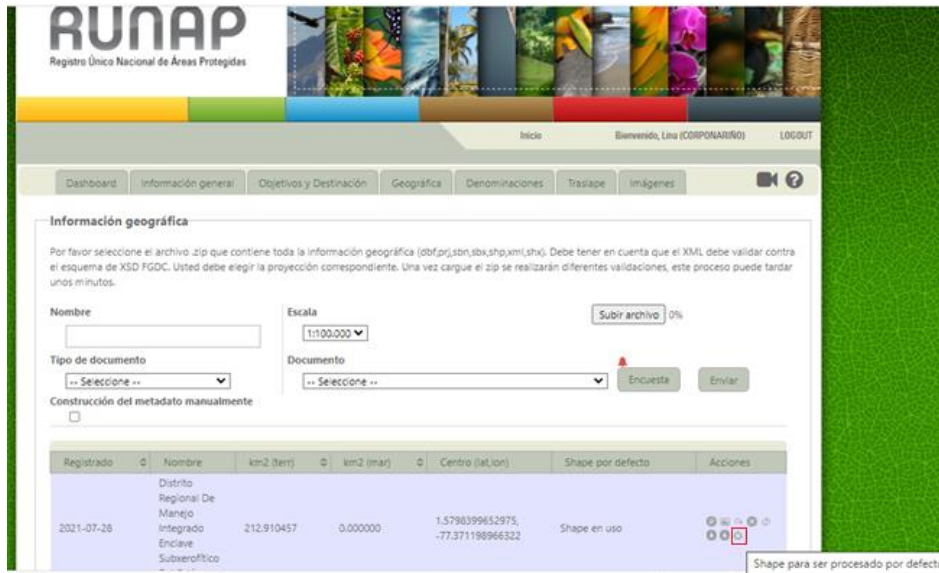 RUNAP
Registro Único Nacional de Áreas Protegidas
Inicio
Bienvenido, Lina (CORPONARIÑO)
LOGOUT
Dashboard
Información general
Objetivos y Destinación
Geográfica
Denominaciones
Traslape
Imágenes
Información geográfica
Por favor seleccione el archivo .zip que contiene toda la información geográfica (dbf,prj,sbn,sbx,shp,xml,shx). Debe tener en cuenta que el XML debe validar contra
el esquema de XSD FGDC. Usted debe elegir la proyección correspondiente. Una vez cargue el zip se realizarán diferentes validaciones, este proceso puede tardar
unos minutos.
Nombre
Escala
1:100.000
Subir archivo 0%
Tipo de documento
-- Seleccione --
Documento
-- Seleccione --
Encuesta
Enviar
Construcción del metadato manualmente
Registrado
Nombre
km2 (terr)
km2 (mar)
Centro (lat,lon)
Shape por defecto
Acciones
2021-07-28
Distrito
Regional De
Manejo
Integrado
Enclave
Subxerofítico
212.910457
0.000000
1.5798399652975,
-77.371198966322
Shape en uso
Shape para ser procesado por defecto